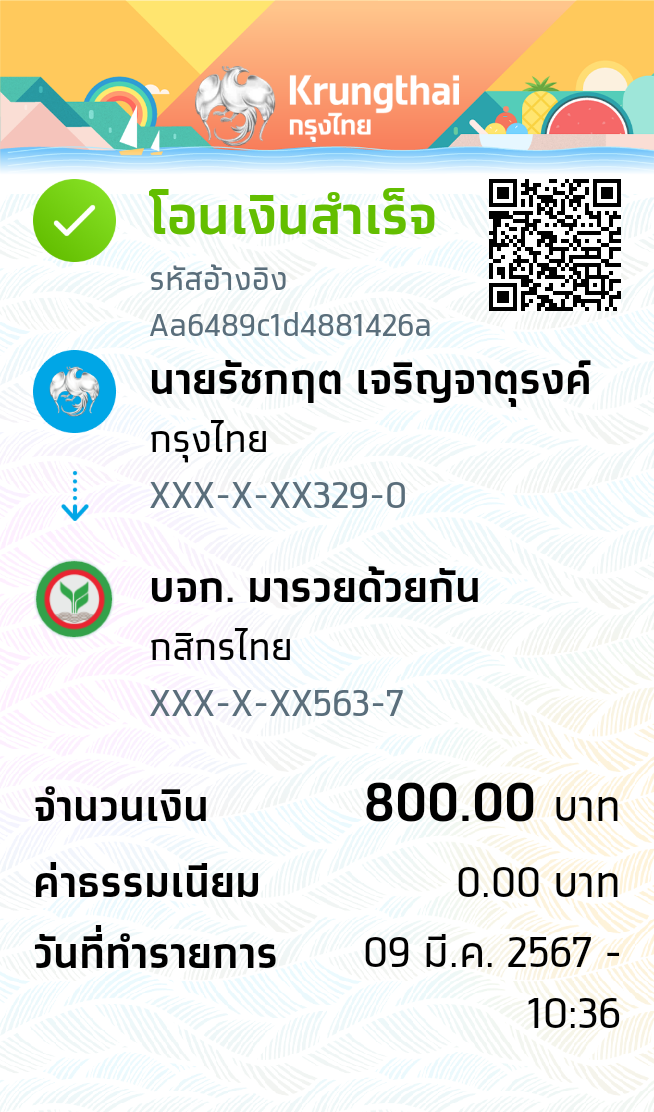 Krungthai
กรุงไทย
โอนเงินสำเร็จ
รหัสอ้างอิง
Aa6489c1d4881426a
นายรัชกฤต เจริญจาตุรงค์
กรุงไทย
XXX-X-XX329-0
บจก. มารวยด้วยกัน
กสิกรไทย
XXX-X-XX563-7
จำนวนเงิน 800.00 บาท
ค่าธรรมเนียม 0.00 บาท
วันที่ทำรายการ 09 มี.ค. 2567 -
10:36